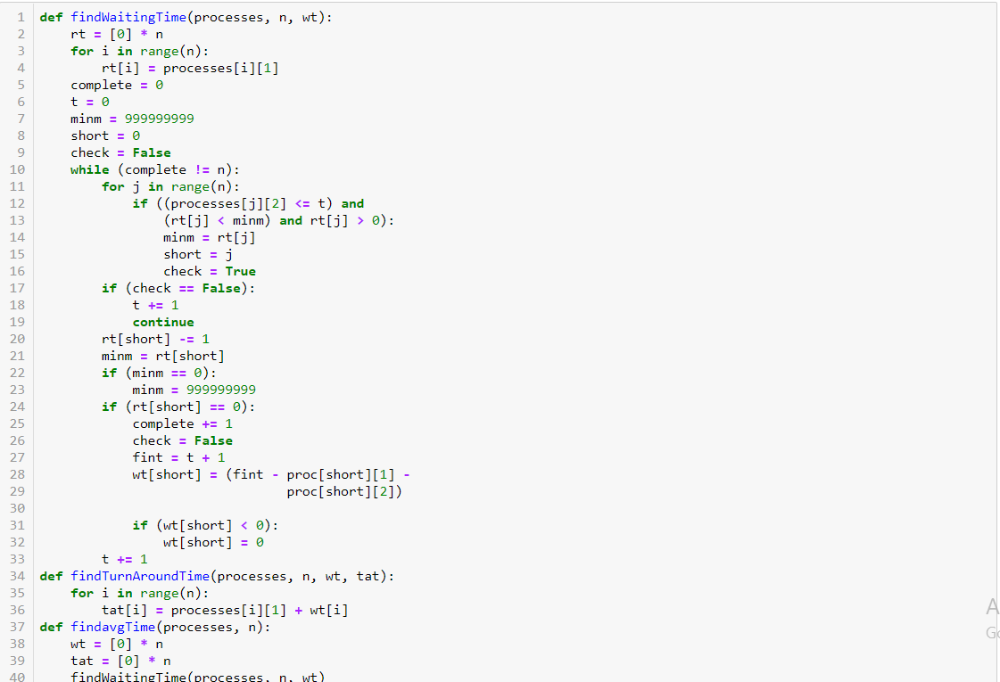 1 def findWaitingTime(processes, n, wt):
2     rt = [0] * n
3     for i in range(n):
4         rt[i] = processes[i][1]
5     complete = 0
6     t = 0
7     minm = 999999999
8     short = 0
9     check = False
10     while (complete != n):
11         for j in range(n):
12             if ((processes[j][2] <= t) and
13                 (rt[j] < minm) and rt[j] > 0):
14                 minm = rt[j]
15                 short = j
16                 check = True
17         if (check == False):
18             t += 1
19             continue
20         rt[short] -= 1
21         minm = rt[short]
22         if (minm == 0):
23             minm = 999999999
24         if (rt[short] == 0):
25             complete += 1
26             check = False
27             fint = t + 1
28             wt[short] = (fint - proc[short][1] -
29                                 proc[short][2])
30
31             if (wt[short] < 0):
32                 wt[short] = 0
33         t += 1
34 def findTurnAroundTime(processes, n, wt, tat):
35     for i in range(n):
36         tat[i] = processes[i][1] + wt[i]
37 def findavgTime(processes, n):
38     wt = [0] * n
39     tat = [0] * n
40     findWaitingTime(processes, n, wt)